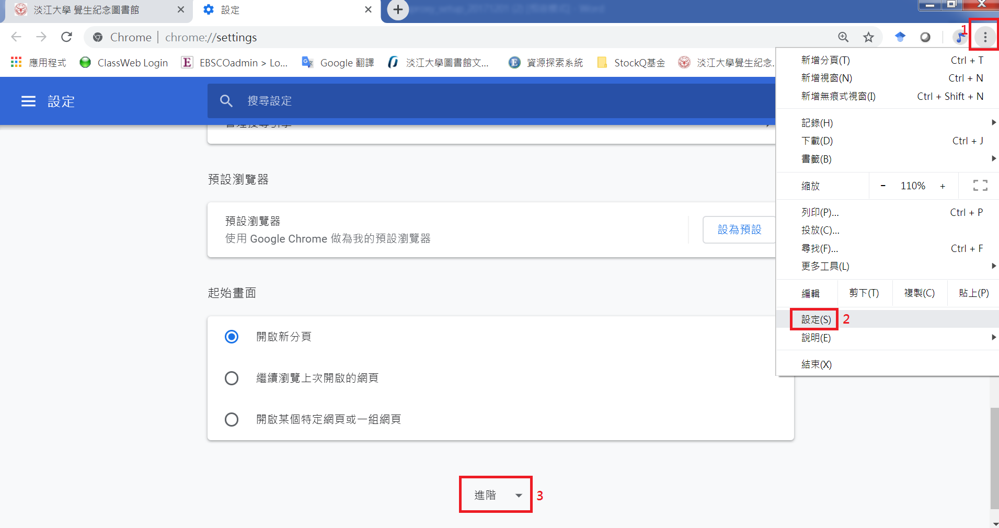 淡江大學 覺生紀念圖書館
設定
Chrome | chrome://settings
1
應用程式 ClassWeb Login EBSCOadmin > Lo... Google 翻譯 淡江大學圖書館文... 資源探索系統 StockQ基金 淡江大學覺生紀念.
設定
搜尋設定
管理搜尋引擎
預設瀏覽器
預設瀏覽器
使用 Google Chrome 做為我的預設瀏覽器
設為預設
起始畫面
開啟新分頁
繼續瀏覽上次開啟的網頁
開啟某個特定網頁或一組網頁
進階
3
新增分頁(T) Ctrl + T
新增視窗(N) Ctrl + N
新增無痕式視窗(I) Ctrl + Shift + N
記錄(H)
下載(D) Ctrl + J
書籤(B)
縮放 - 110% +
列印(P)... Ctrl + P
投放(C)...
尋找(F)... Ctrl + F
更多工具(L)
編輯 剪下(T) 複製(C) 貼上(P)
設定(S) 2
說明(E)
結束(X)